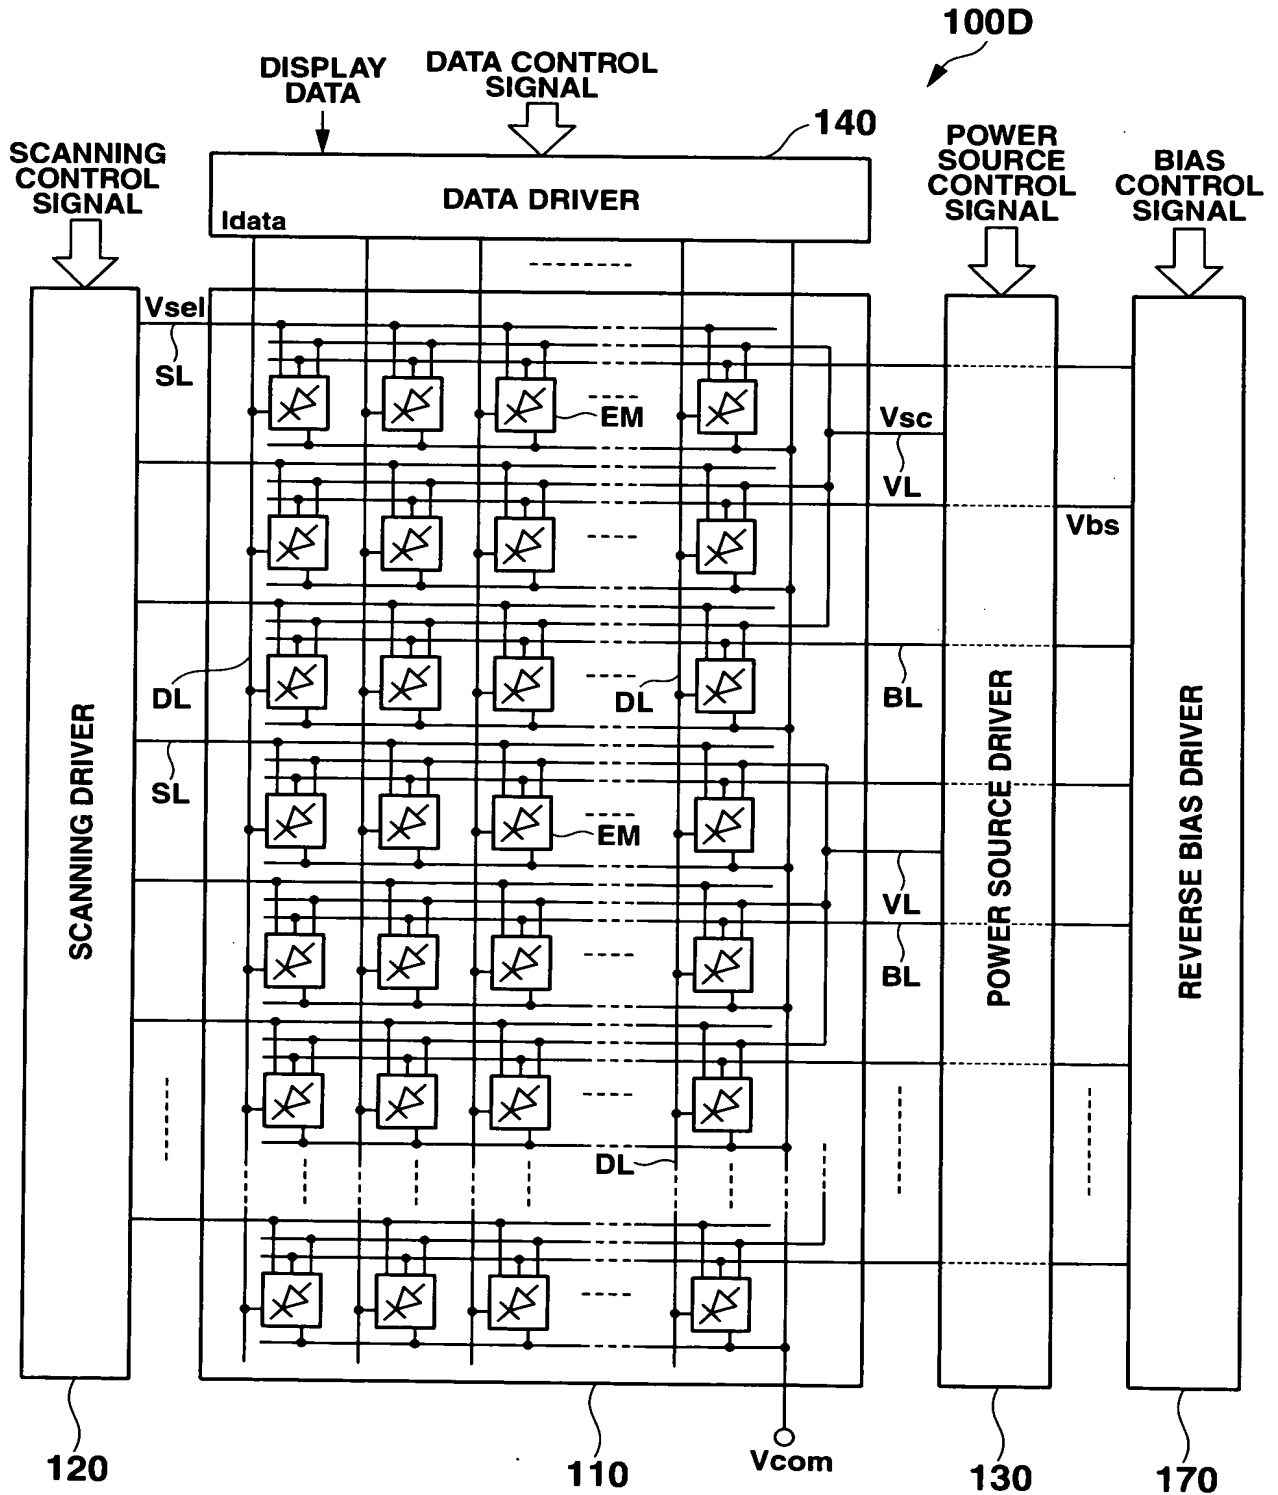 100D
DISPLAY
DATA
DATA CONTROL
SIGNAL
140
SCANNING
CONTROL
SIGNAL
POWER
SOURCE
CONTROL
SIGNAL
BIAS
CONTROL
SIGNAL
DATA DRIVER
Idata
Vsel
SL
EM
Vsc
VL
Vbs
DL
DL
BL
SL
EM
VL
BL
DL
SCANNING DRIVER
POWER SOURCE DRIVER
REVERSE BIAS DRIVER
Vcom
120
110
130
170